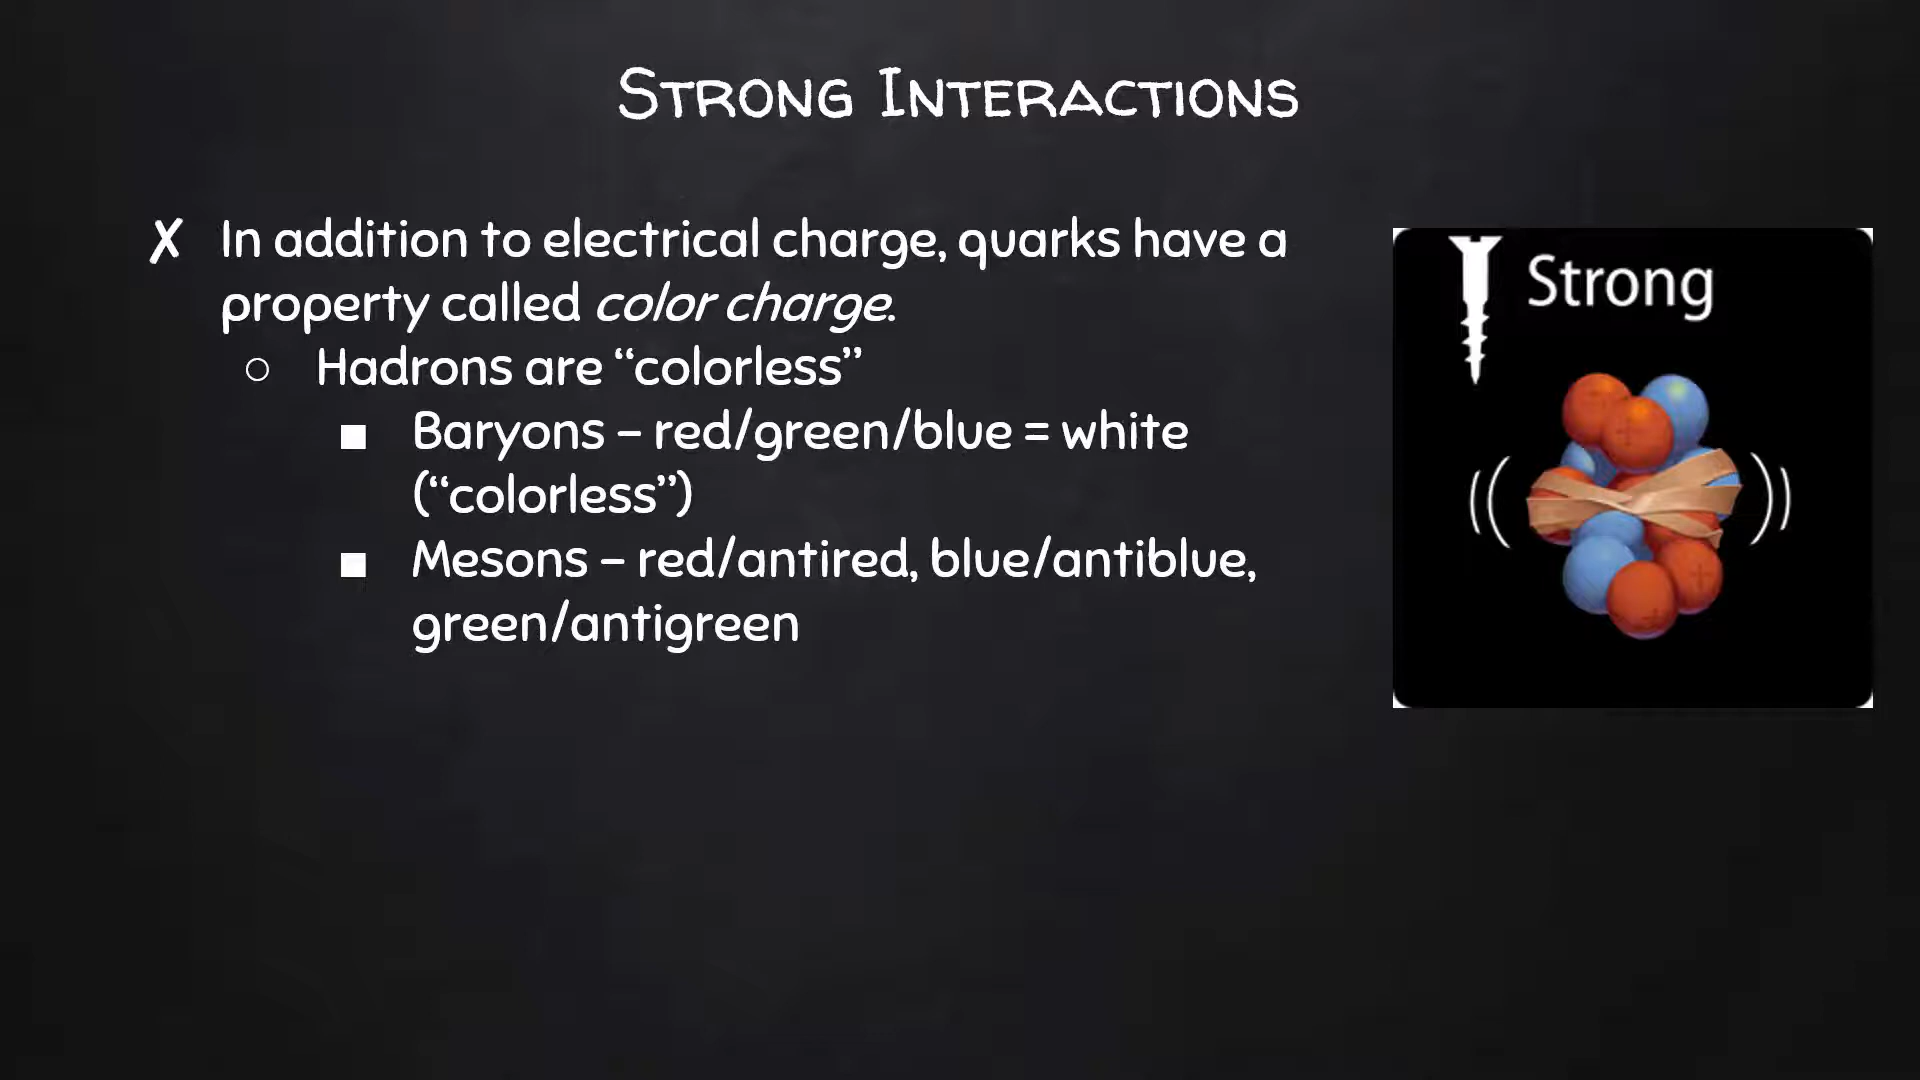 Strong Interactions
✗ In addition to electrical charge, quarks have a
property called color charge.
○ Hadrons are “colorless”
■ Baryons – red/green/blue = white
(“colorless”)
■ Mesons – red/antired, blue/antiblue,
green/antigreen
Strong